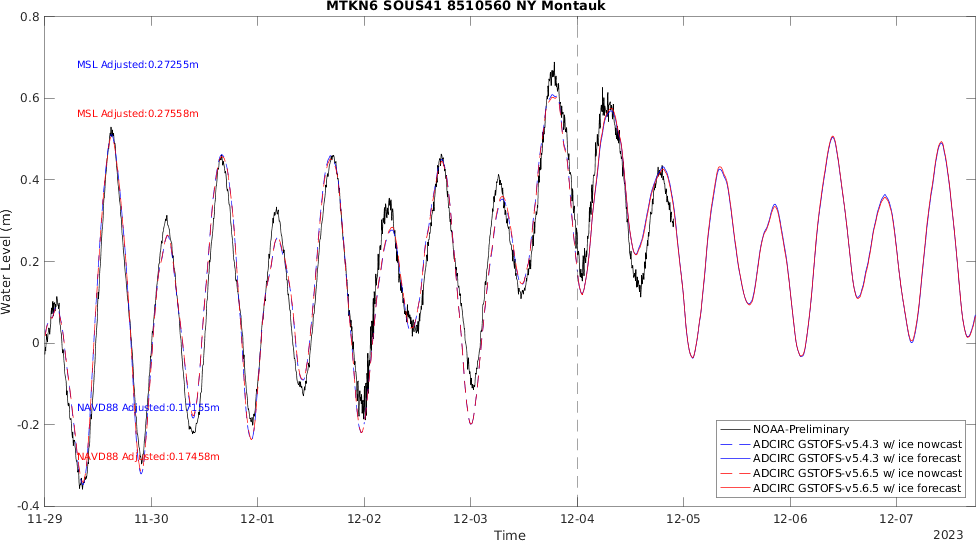 MTKN6 SOUS41 8510560 NY Montauk
0.8
MSL Adjusted:0.27255m
0.6
MSL Adjusted:0.27558m
0.4
Water Level (m)
0.2
0
NAVD88 Adjusted:0.17155m
-0.2
NAVD88 Adjusted:0.17458m
-0.4
NOAA-Preliminary
ADCIRC GSTOFS-v5.4.3 w/ ice nowcast
ADCIRC GSTOFS-v5.4.3 w/ ice forecast
ADCIRC GSTOFS-v5.6.5 w/ ice nowcast
ADCIRC GSTOFS-v5.6.5 w/ ice forecast
11-29 11-30 12-01 12-02 12-03 12-04 12-05 12-06 12-07
Time
2023